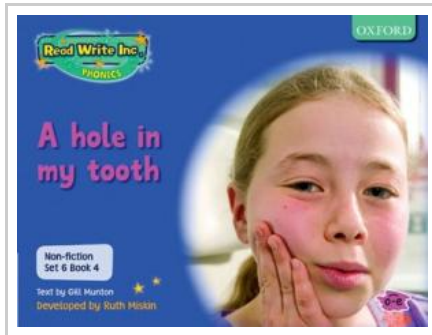 OXFORD
Read Write Inc.
PHONICS
A hole in
my tooth
Non-fiction
Set 6 Book 4
Text by Gill Munton
Developed by Ruth Miskin
o-e